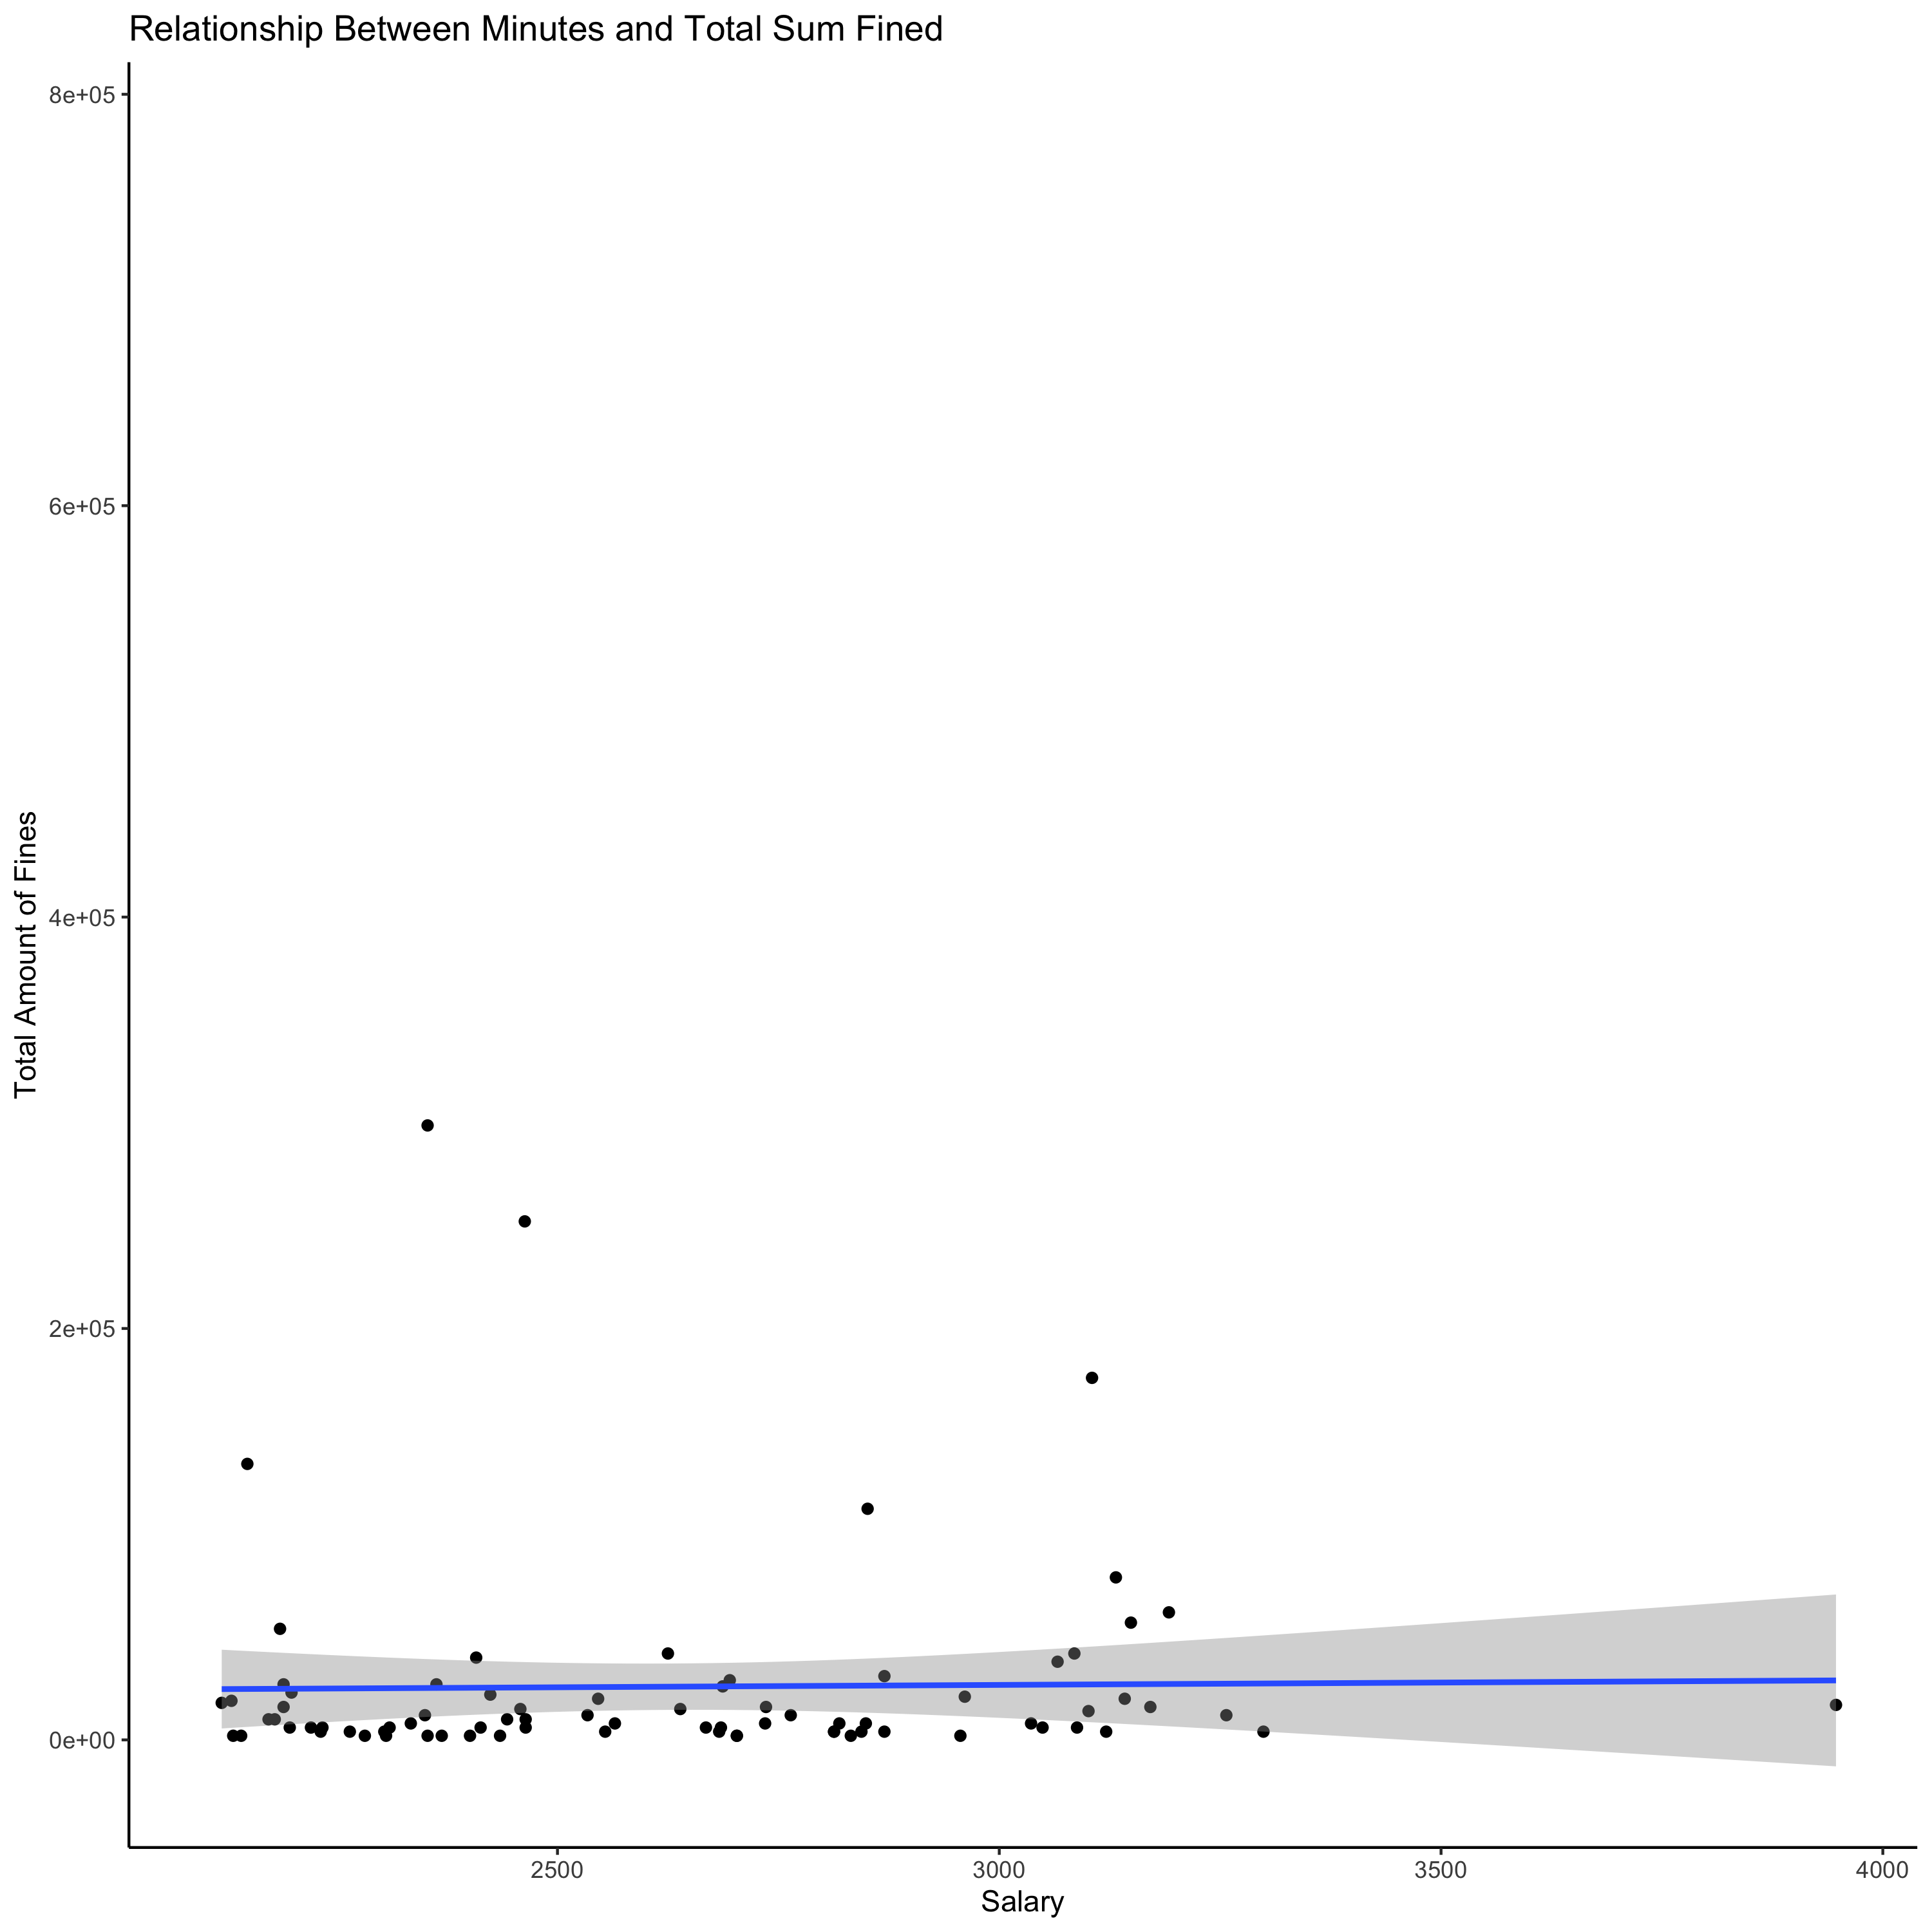 Relationship Between Minutes and Total Sum Fined
8e+05
6e+05
4e+05
2e+05
0e+00
Total Amount of Fines
2500 3000 3500 4000
Salary